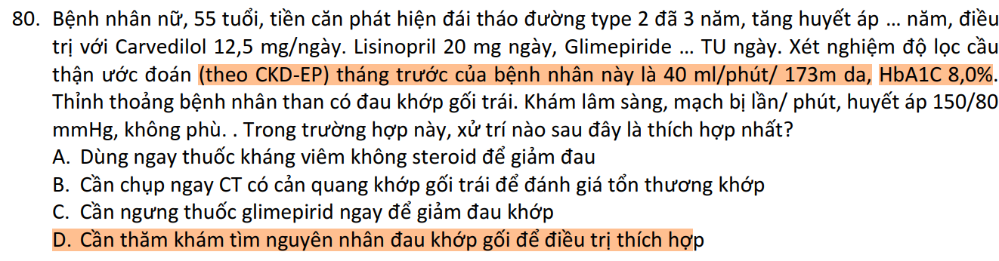 80. Bệnh nhân nữ, 55 tuổi, tiền căn phát hiện đái tháo đường type 2 đã 3 năm, tăng huyết áp ... năm, điều
trị với Carvedilol 12,5 mg/ngày. Lisinopril 20 mg ngày, Glimepiride ... TU ngày. Xét nghiệm độ lọc cầu
thận ước đoán (theo CKD-EP) tháng trước của bệnh nhân này là 40 ml/phút/ 173m da, HbA1C 8,0%.
Thỉnh thoảng bệnh nhân than có đau khớp gối trái. Khám lâm sàng, mạch bị lần/ phút, huyết áp 150/80
mmHg, không phù. . Trong trường hợp này, xử trí nào sau đây là thích hợp nhất?
A. Dùng ngay thuốc kháng viêm không steroid để giảm đau
B. Cần chụp ngay CT có cản quang khớp gối trái để đánh giá tổn thương khớp
C. Cần ngưng thuốc glimepirid ngay để giảm đau khớp
D. Cần thăm khám tìm nguyên nhân đau khớp gối để điều trị thích hợp